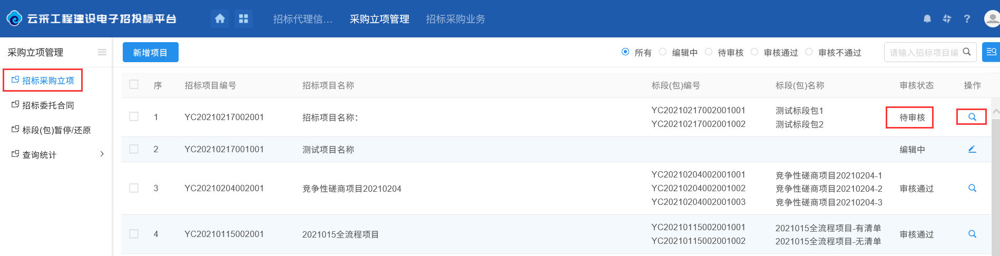 云采工程建设电子招投标平台
招标代理信... 采购立项管理 招标采购业务
采购立项管理
招标采购立项
招标委托合同
标段(包)暂停/还原
查询统计
新增项目
所有 编辑中 待审核 审核通过 审核不通过
请输入招标项目编
序 招标项目编号 招标项目名称 标段(包)编号 标段(包)名称 审核状态 操作
1 YC20210217002001 招标项目名称： YC20210217002001001 测试标段包1 待审核
YC20210217002001002 测试标段包2
2 YC20210217001001 测试项目名称 编辑中
YC20210204002001001 竞争性磋商项目20210204-1
3 YC20210204002001 竞争性磋商项目20210204 YC20210204002001002 竞争性磋商项目20210204-2 审核通过
YC20210204002001003 竞争性磋商项目20210204-3
4 YC20210115002001 2021015全流程项目 YC20210115002001001 2021015全流程项目-有清单 审核通过
YC20210115002001002 2021015全流程项目-无清单